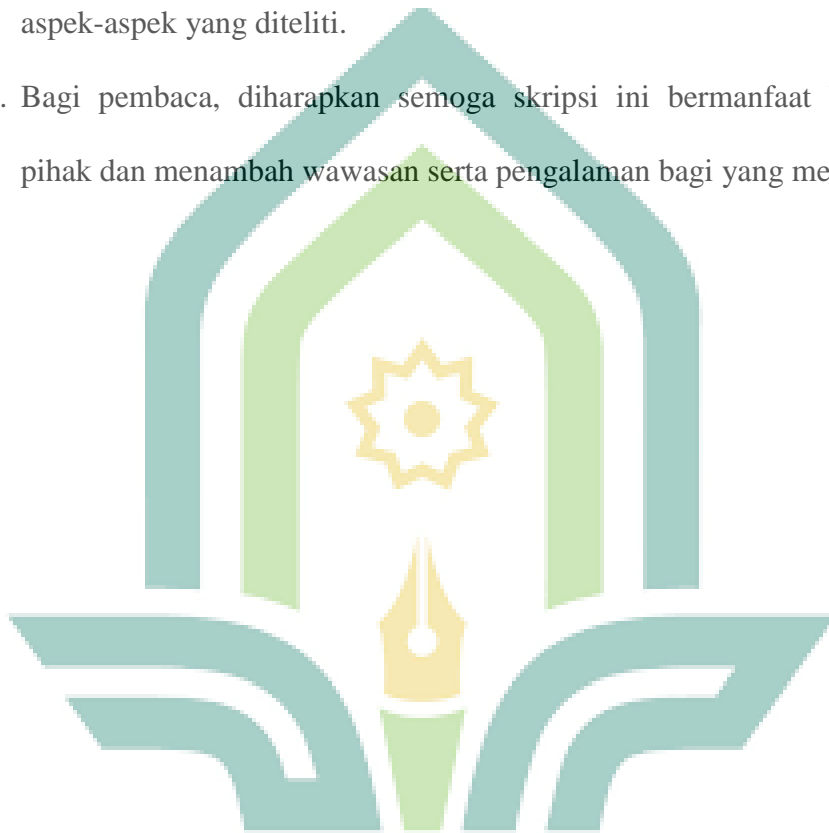 aspek-aspek yang diteliti.
. Bagi pembaca, diharapkan semoga skripsi ini bermanfaat
pihak dan menambah wawasan serta pengalaman bagi yang me